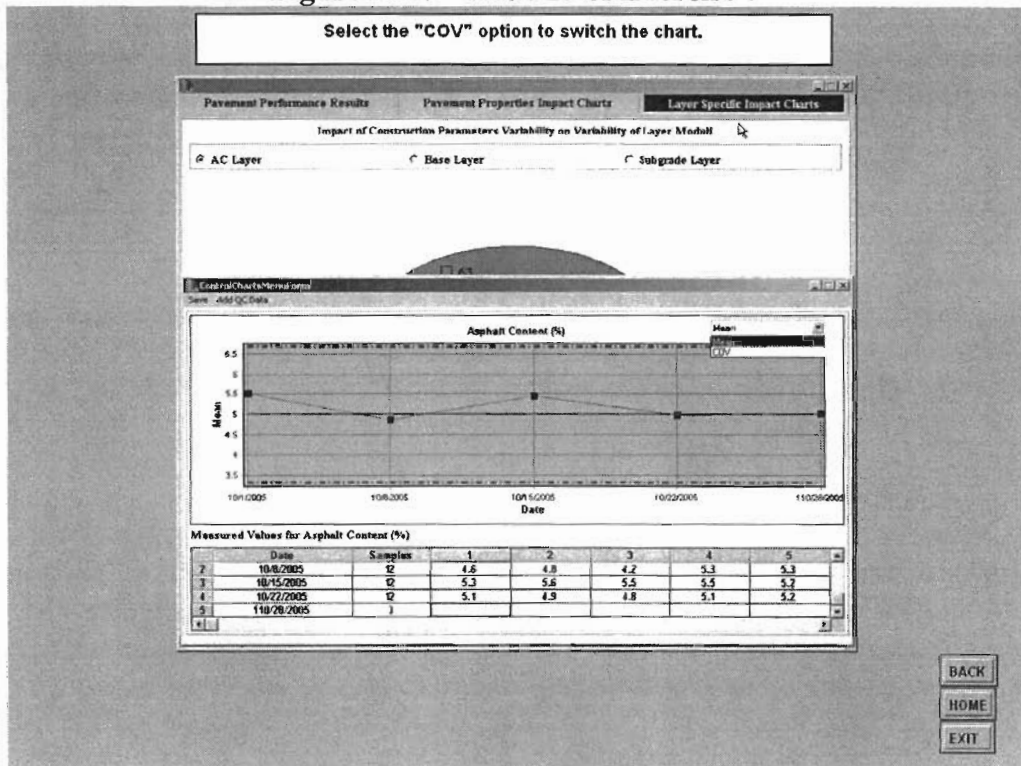 Select the "COV" option to switch the chart.
Pavement Performance Results Pavement Properties Impact Charts Layer Specific Impact Charts
Impact of Construction Parameters Variability on Variability of Layer Moduli
AC Layer Base Layer Subgrade Layer
63
ControlChartsMenuForm
Save Add QC Data
Asphalt Content (%)
Mean
Mean
COV
6.5
6
5.5
5
4.5
4
3.5
Mean
10/1/2005 10/8/2005 10/15/2005 10/22/2005 110/28/2005
Date
Measured Values for Asphalt Content (%)
Date Samples 1 2 3 4 5
2 10/8/2005 12 4.6 4.8 4.2 5.3 5.3
3 10/15/2005 12 5.3 5.6 5.5 5.5 5.2
4 10/22/2005 12 5.1 4.9 4.8 5.1 5.2
5 110/28/2005
BACK
HOME
EXIT